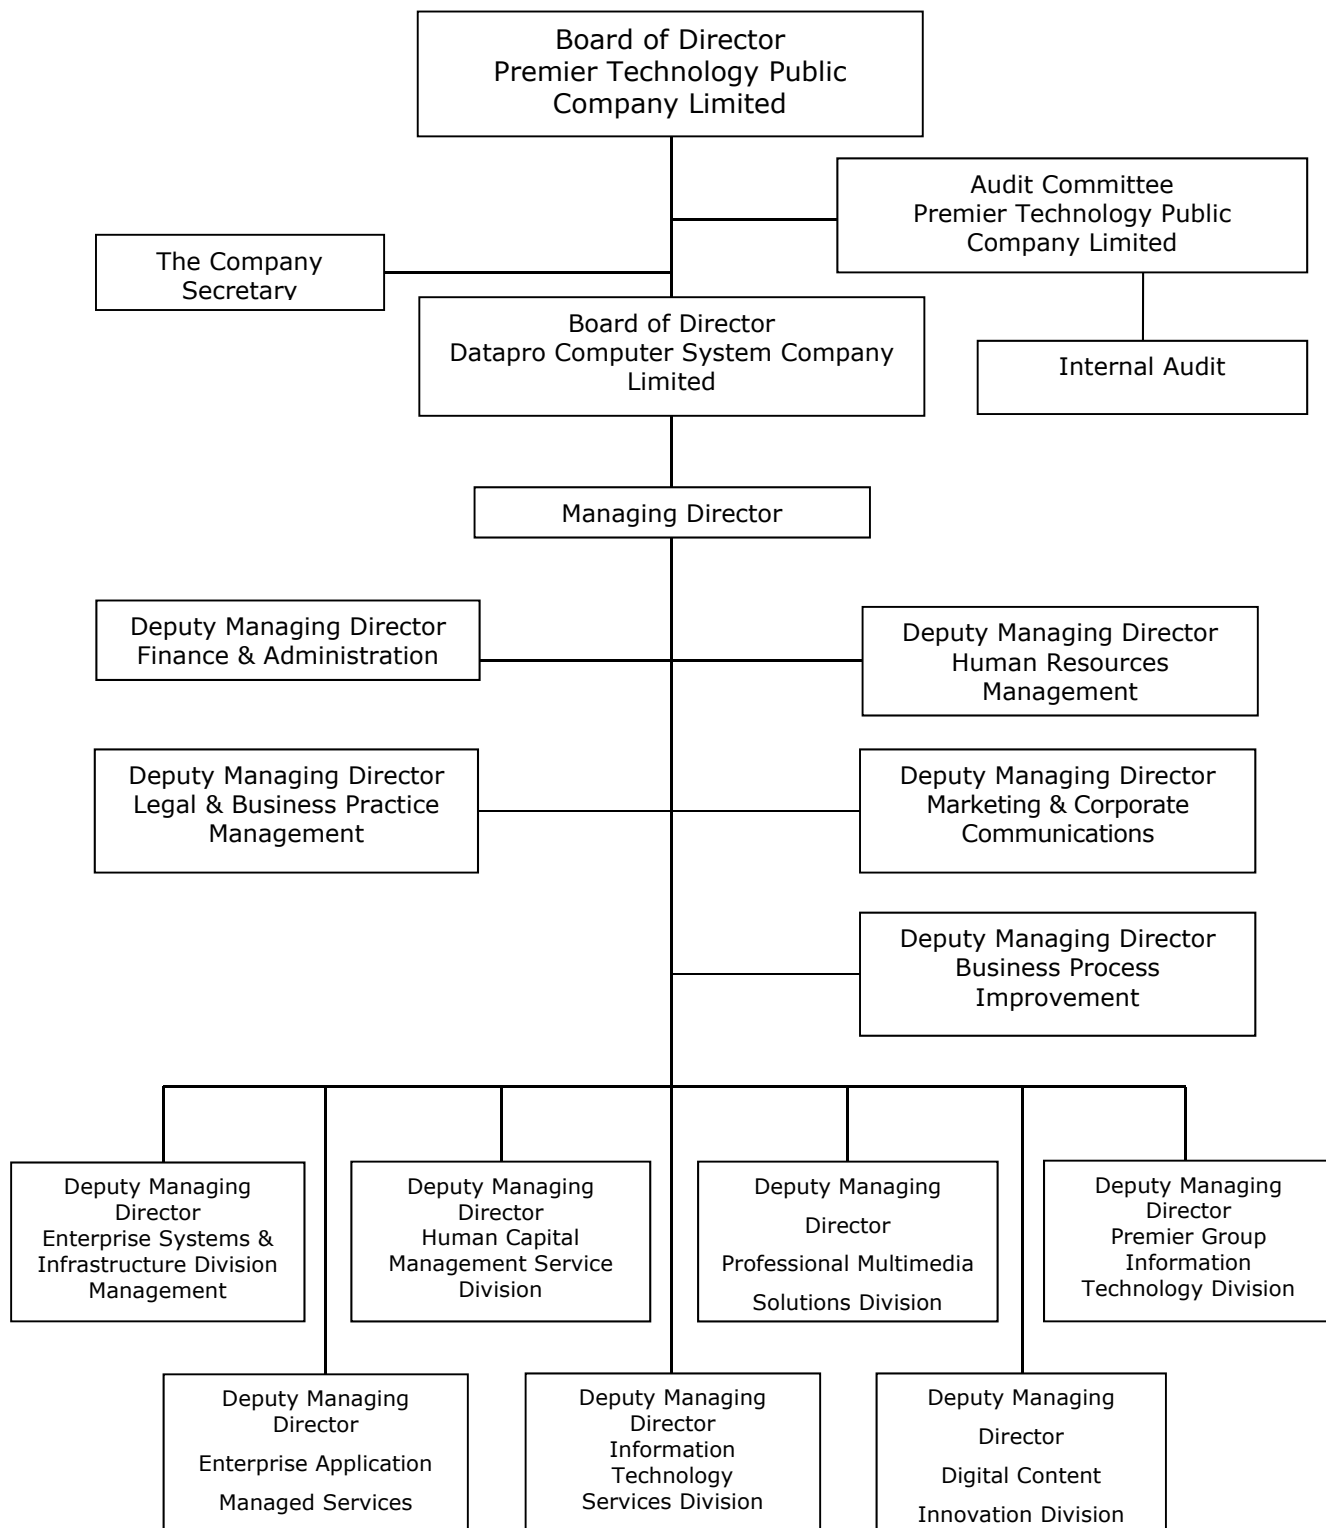 Board of Director
Premier Technology Public
Company Limited
Audit Committee
Premier Technology Public
Company Limited
The Company
Secretary
Board of Director
Datapro Computer System Company
Limited
Internal Audit
Managing Director
Deputy Managing Director
Finance & Administration
Deputy Managing Director
Human Resources
Management
Deputy Managing Director
Legal & Business Practice
Management
Deputy Managing Director
Marketing & Corporate
Communications
Deputy Managing Director
Business Process
Improvement
Deputy Managing
Director
Enterprise Systems &
Infrastructure Division
Management
Deputy Managing
Director
Human Capital
Management Service
Division
Deputy Managing
Director
Professional Multimedia
Solutions Division
Deputy Managing
Director
Premier Group
Information
Technology Division
Deputy Managing
Director
Enterprise Application
Managed Services
Deputy Managing
Director
Information
Technology
Services Division
Deputy Managing
Director
Digital Content
Innovation Division